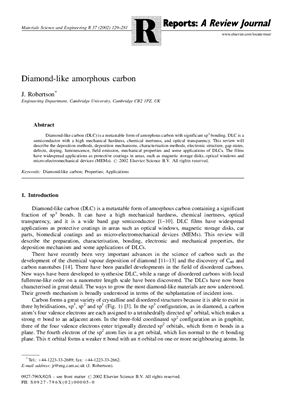 Materials Science and Engineering R 37 (2002) 129–281
R
Reports: A Review Journal
www.elsevier.com/locate/mser
Diamond-like amorphous carbon
J. Robertson*
Engineering Department, Cambridge University, Cambridge CB2 1PZ, UK
Abstract
Diamond-like carbon (DLC) is a metastable form of amorphous carbon with significant sp3 bonding. DLC is a
semiconductor with a high mechanical hardness, chemical inertness, and optical transparency. This review will
describe the deposition methods, deposition mechanisms, characterisation methods, electronic structure, gap states,
defects, doping, luminescence, field emission, mechanical properties and some applications of DLCs. The films
have widespread applications as protective coatings in areas, such as magnetic storage disks, optical windows and
micro-electromechanical devices (MEMs). © 2002 Elsevier Science B.V. All rights reserved.
Keywords: Diamond-like carbon; Properties; Applications
1. Introduction
Diamond-like carbon (DLC) is a metastable form of amorphous carbon containing a significant
fraction of sp3 bonds. It can have a high mechanical hardness, chemical inertness, optical
transparency, and it is a wide band gap semiconductor [1–10]. DLC films have widespread
applications as protective coatings in areas such as optical windows, magnetic storage disks, car
parts, biomedical coatings and as micro-electromechanical devices (MEMs). This review will
describe the preparation, characterisation, bonding, electronic and mechanical properties, the
deposition mechanism and some applications of DLCs.
There have recently been very important advances in the science of carbon such as the
development of the chemical vapour deposition of diamond [11–13] and the discovery of C60 and
carbon nanotubes [14]. There have been parallel developments in the field of disordered carbons.
New ways have been developed to synthesise DLC, while a range of disordered carbons with local
fullerene-like order on a nanometer length scale have been discovered. The DLCs have now been
characterised in great detail. The ways to grow the most diamond-like materials are now understood.
Their growth mechanism is broadly understood in terms of the subplantation of incident ions.
Carbon forms a great variety of crystalline and disordered structures because it is able to exist in
three hybridisations, sp3, sp2 and sp1 (Fig. 1) [3]. In the sp3 configuration, as in diamond, a carbon
atom's four valence electrons are each assigned to a tetrahedrally directed sp3 orbital, which makes a
strong σ bond to an adjacent atom. In the three-fold coordinated sp2 configuration as in graphite,
three of the four valence electrons enter trigonally directed sp2 orbitals, which form σ bonds in a
plane. The fourth electron of the sp2 atom lies in a pπ orbital, which lies normal to the σ bonding
plane. This π orbital forms a weaker π bond with a π orbital on one or more neighbouring atoms. In
* Tel.: +44-1223-33-2689; fax: +44-1223-33-2662.
E-mail address: jr@eng.cam.ac.uk (J. Robertson).
0927-796X/02/$ – see front matter © 2002 Elsevier Science B.V. All rights reserved.
PII: S0927-796X(02)00005-0